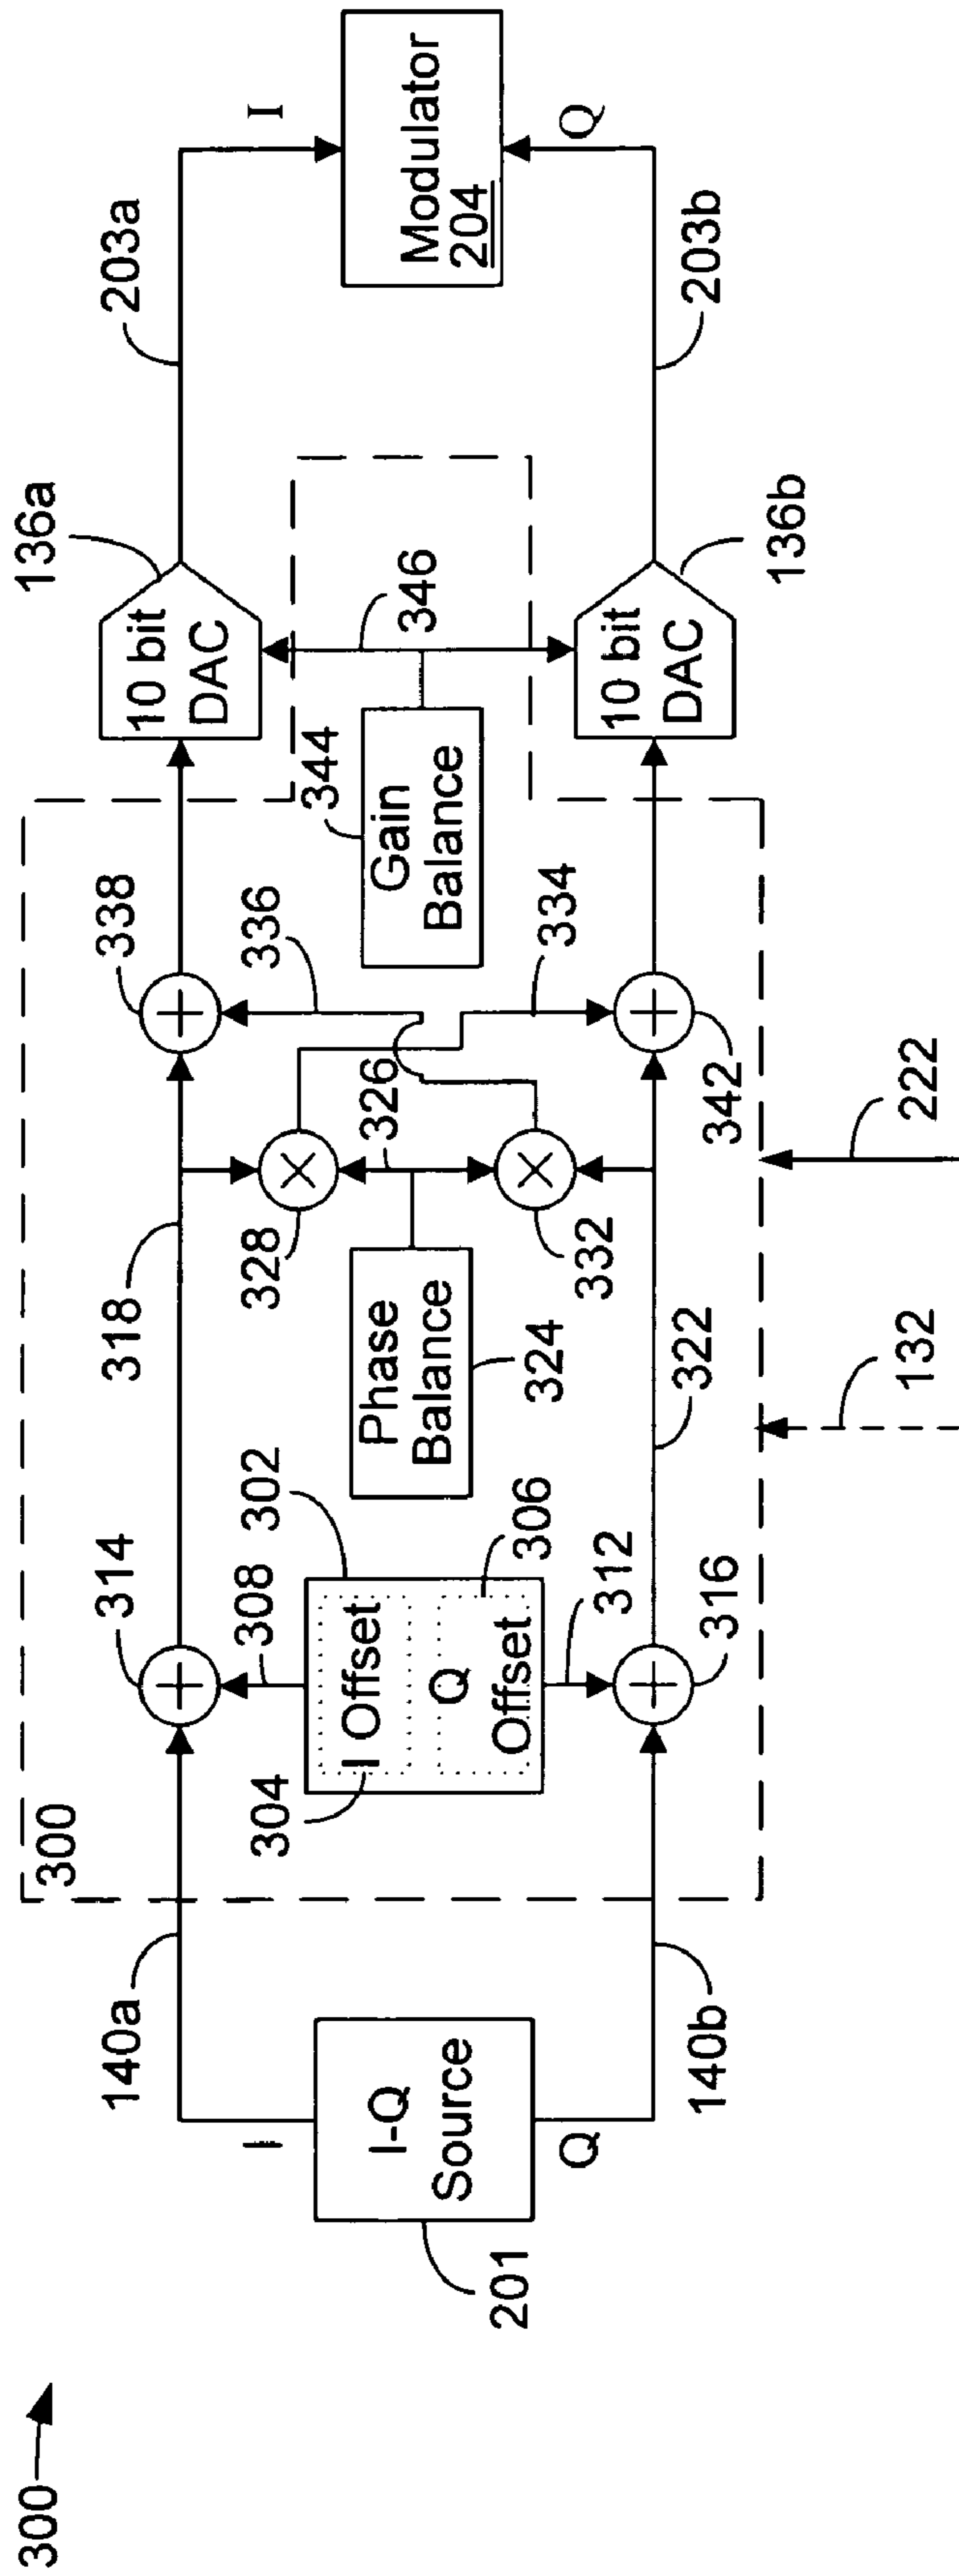 300
300
I-Q
Source
201
I
Q
140a
140b
314
308
302
304
I Offset
Q
Offset
306
312
316
318
322
Phase
Balance
324
326
328
332
132
222
338
336
334
342
344
Gain
Balance
346
136a
10 bit
DAC
10 bit
DAC
136b
203a
203b
I
Q
Modulator
204